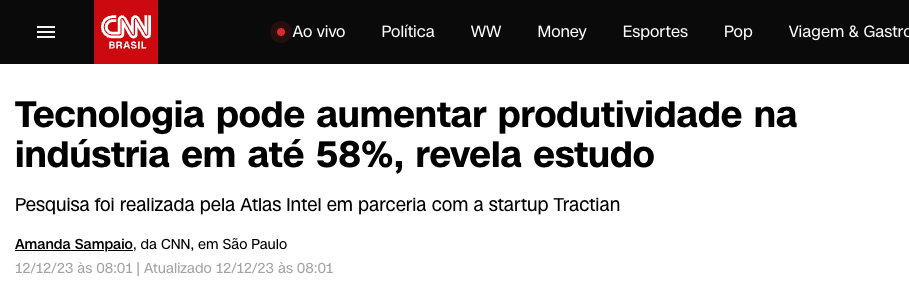 CNN BRASIL
Ao vivo Política WW Money Esportes Pop Viagem & Gastro
Tecnologia pode aumentar produtividade na
indústria em até 58%, revela estudo
Pesquisa foi realizada pela Atlas Intel em parceria com a startup Tractian
Amanda Sampaio, da CNN, em São Paulo
12/12/23 às 08:01 | Atualizado 12/12/23 às 08:01